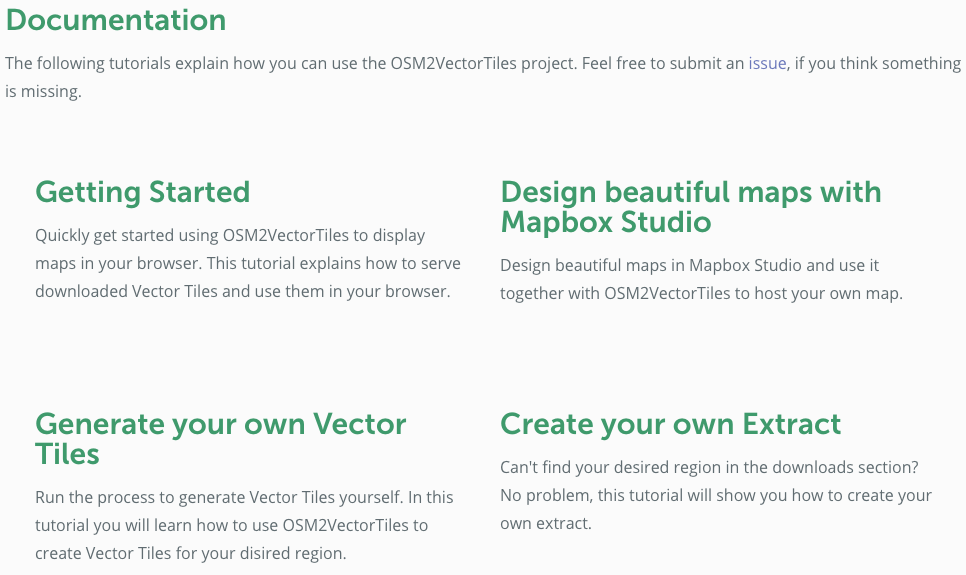 Documentation
The following tutorials explain how you can use the OSM2VectorTiles project. Feel free to submit an issue, if you think something
is missing.
Getting Started
Quickly get started using OSM2VectorTiles to display
maps in your browser. This tutorial explains how to serve
downloaded Vector Tiles and use them in your browser.
Design beautiful maps with
Mapbox Studio
Design beautiful maps in Mapbox Studio and use it
together with OSM2VectorTiles to host your own map.
Generate your own Vector
Tiles
Run the process to generate Vector Tiles yourself. In this
tutorial you will learn how to use OSM2VectorTiles to
create Vector Tiles for your disired region.
Create your own Extract
Can't find your desired region in the downloads section?
No problem, this tutorial will show you how to create your
own extract.